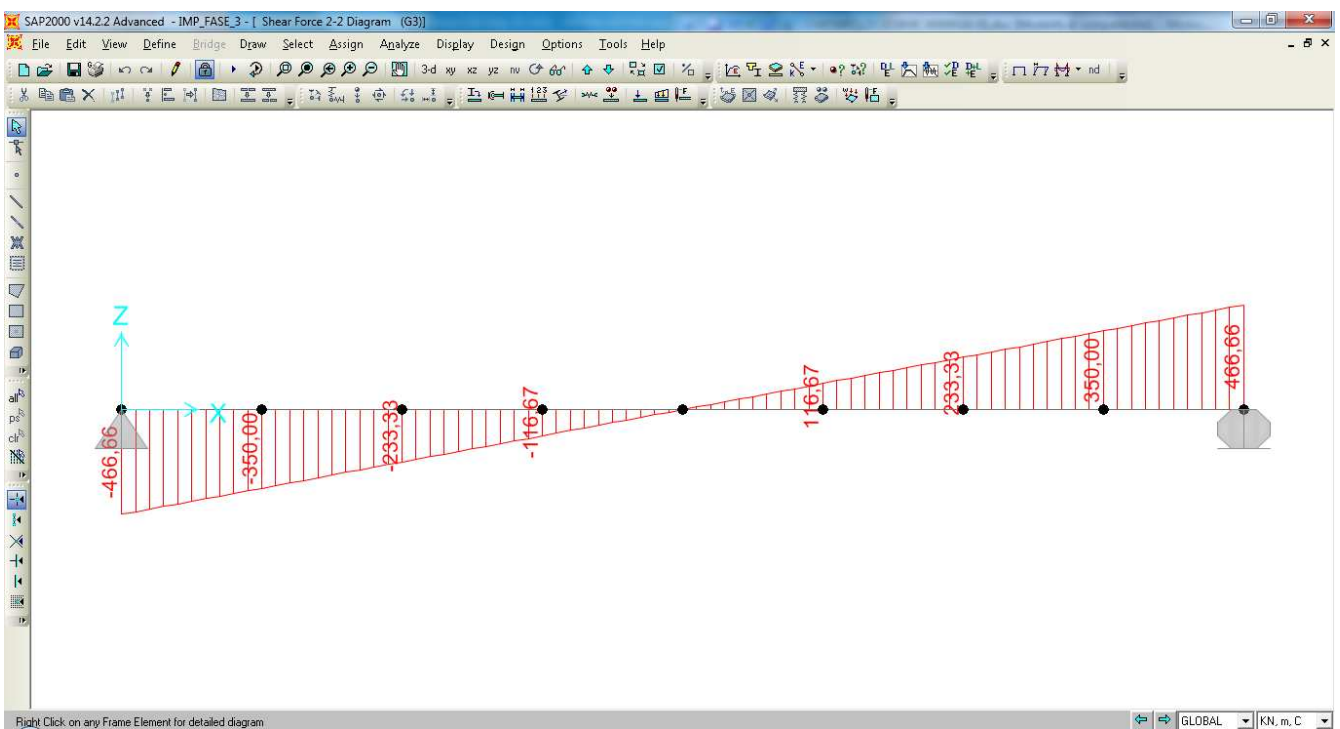 SAP2000 v14.2.2 Advanced - IMP_FASE_3 - [ Shear Force 2-2 Diagram (G3)]
File Edit View Define Bridge Draw Select Assign Analyze Display Design Options Tools Help
3-d xy xz yz nv nd
all
ps
clr
Z
X
-466,66
-350,00
-233,33
-116,67
116,67
233,33
350,00
466,66
Right Click on any Frame Element for detailed diagram
GLOBAL
KN, m, C